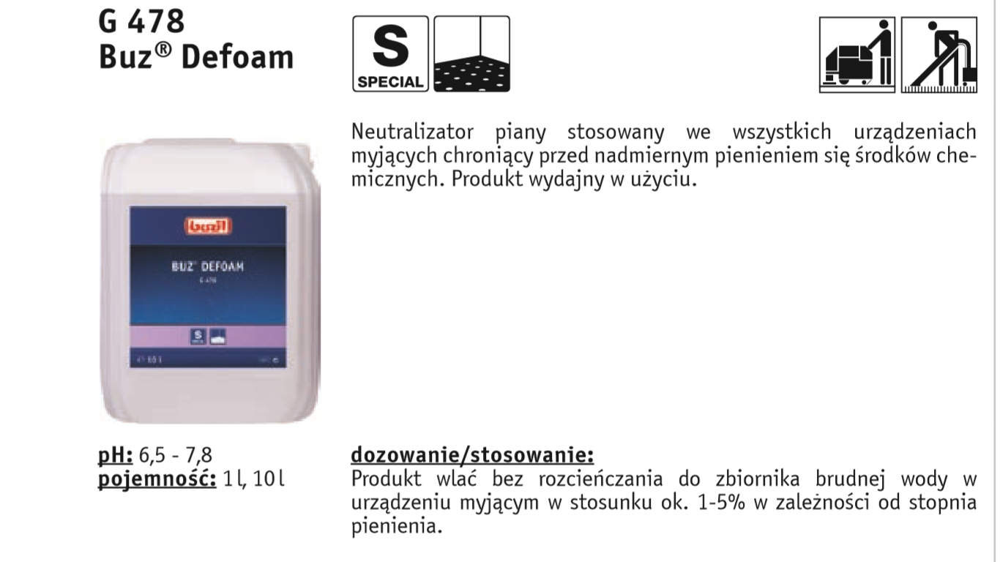 G 478
Buz® Defoam
S
SPECIAL
Neutralizator piany stosowany we wszystkich urządzeniach
myjących chroniący przed nadmiernym pienieniem się środków che-
micznych. Produkt wydajny w użyciu.
buzil
BUZ® DEFOAM
G 478
S
10 l
pH: 6,5 - 7,8
pojemność: 1 l, 10 l
dozowanie/stosowanie:
Produkt wlać bez rozcieńczania do zbiornika brudnej wody w
urządzeniu myjącym w stosunku ok. 1-5% w zależności od stopnia
pienienia.